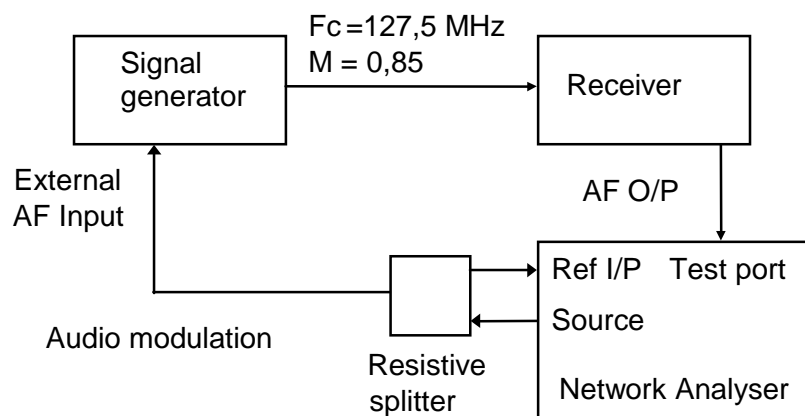 Fc =127,5 MHz
M = 0,85
Signal
generator
Receiver
External
AF Input
AF O/P
Ref I/P
Test port
Source
Audio modulation
Resistive
splitter
Network Analyser